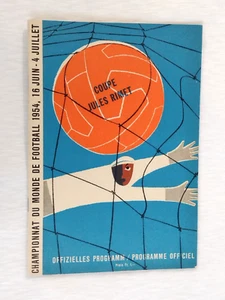 CHAMPIONNAT DU MONDE DE FOOTBALL 1954, 16 JUIN - 4 JUILLET
COUPE
JULES RIMET
OFFIZIELLES PROGRAMM / PROGRAMME OFFICIEL